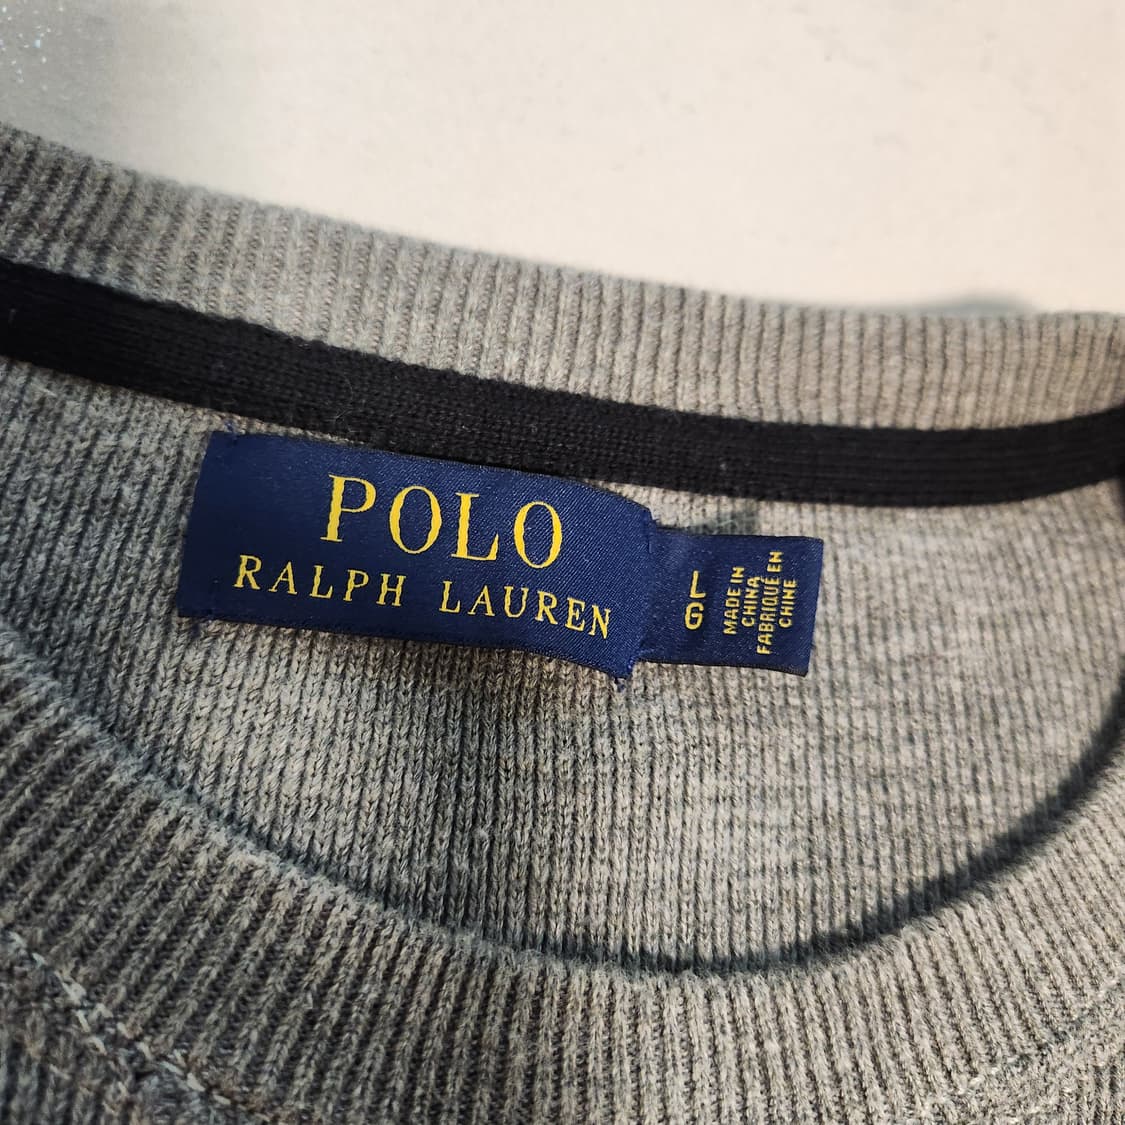 POLO
RALPH LAUREN
L
G
MADE IN
CHINA
FABRIQUÉ EN
CHINE